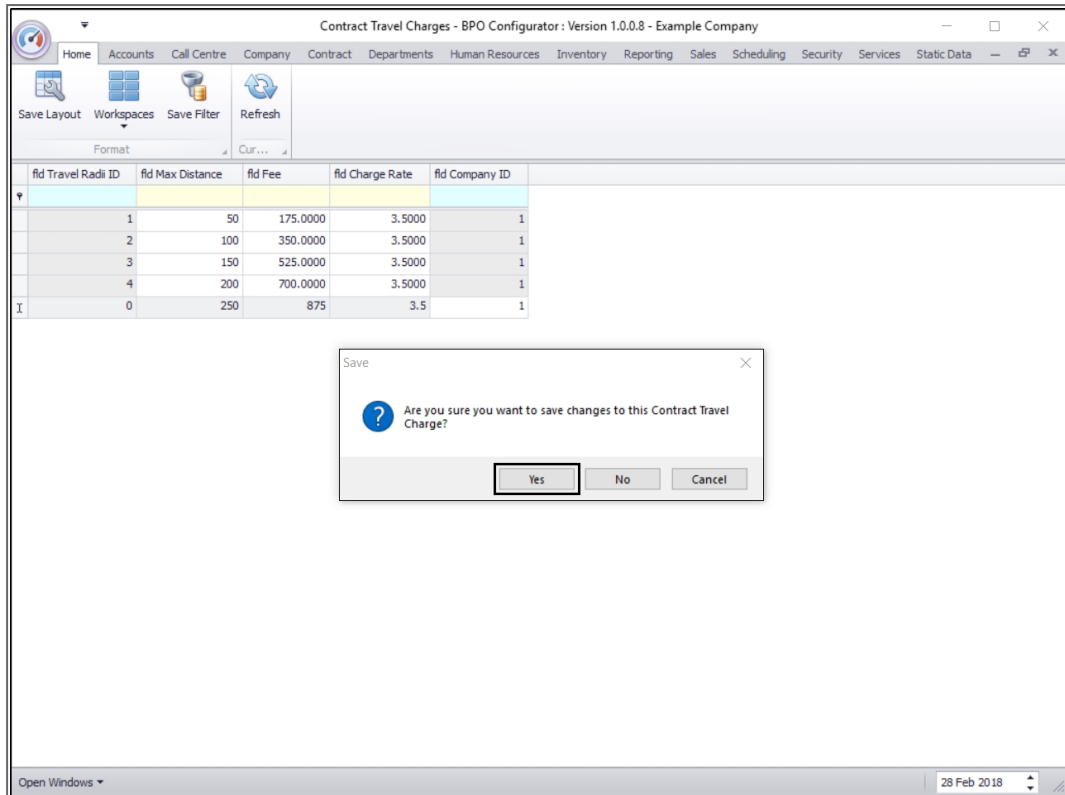 Contract Travel Charges - BPO Configurator : Version 1.0.0.8 - Example Company
Home Accounts Call Centre Company Contract Departments Human Resources Inventory Reporting Sales Scheduling Security Services Static Data
Save Layout Workspaces Save Filter Refresh
Format Cur...
fld Travel Radii ID fld Max Distance fld Fee fld Charge Rate fld Company ID
1 50 175.0000 3.5000 1
2 100 350.0000 3.5000 1
3 150 525.0000 3.5000 1
4 200 700.0000 3.5000 1
0 250 875 3.5 1
Save
Are you sure you want to save changes to this Contract Travel
Charge?
Yes No Cancel
Open Windows 28 Feb 2018